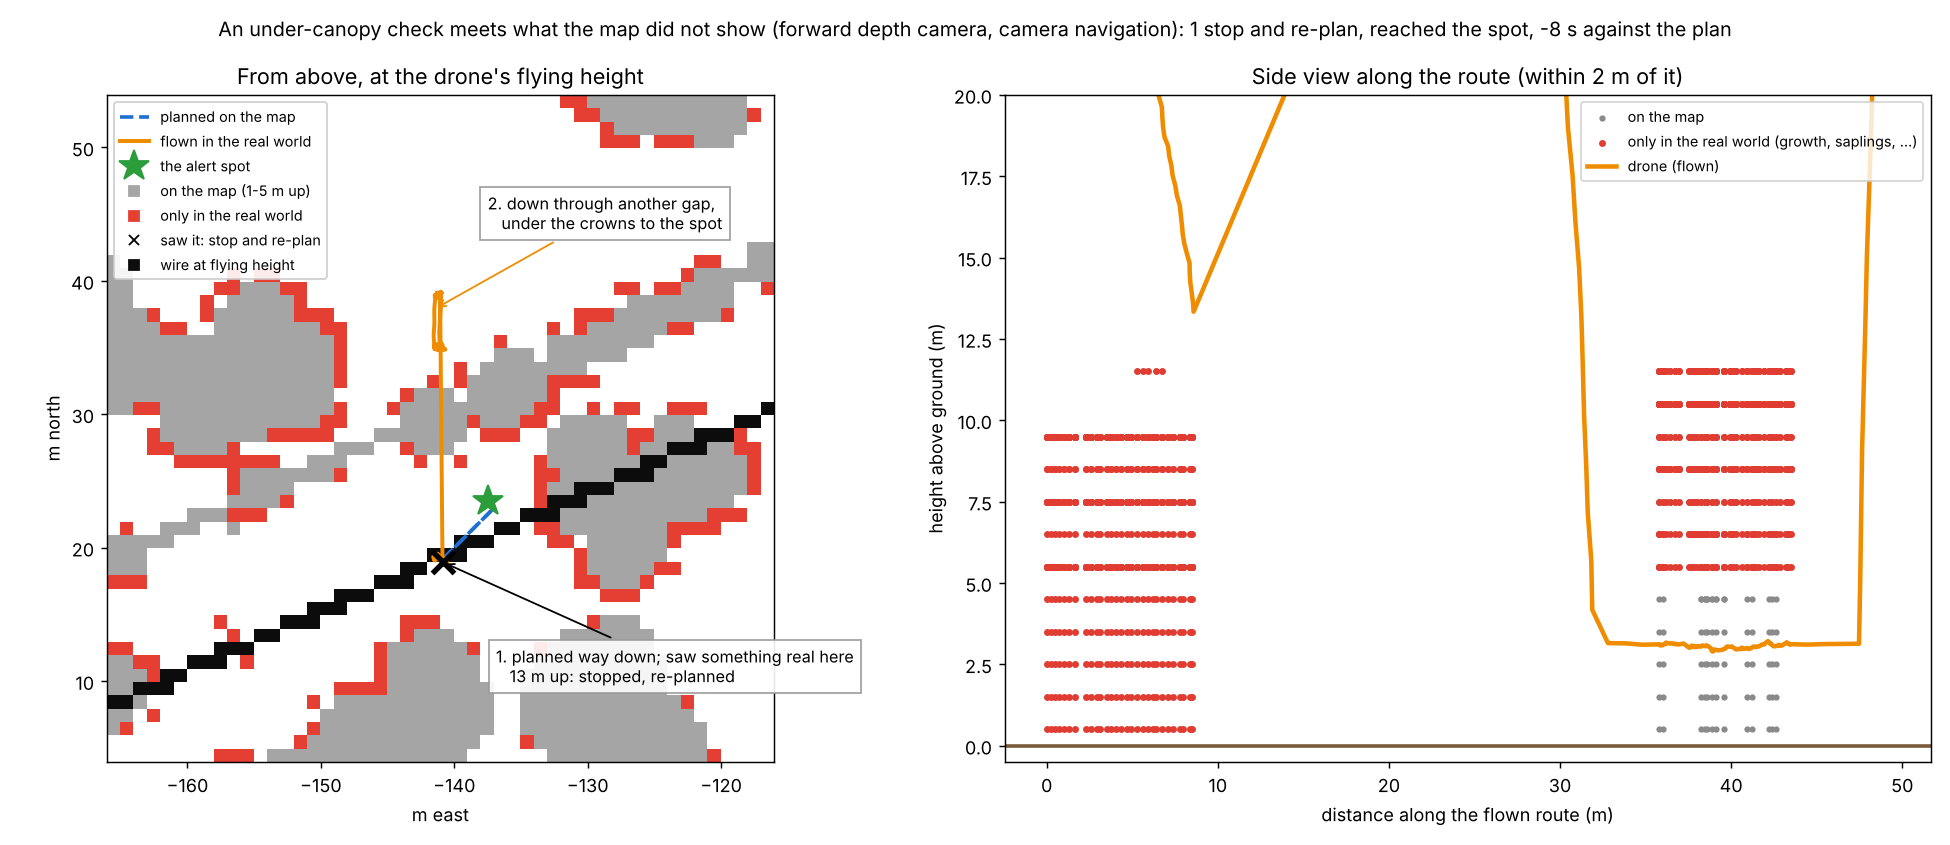 An under-canopy check meets what the map did not show (forward depth camera, camera navigation): 1 stop and re-plan, reached the spot, -8 s against the plan
From above, at the drone's flying height
planned on the map
flown in the real world
the alert spot
on the map (1-5 m up)
only in the real world
saw it: stop and re-plan
wire at flying height
2. down through another gap,
under the crowns to the spot
1. planned way down; saw something real here
13 m up: stopped, re-planned
50
40
30
20
10
m north
−160
−150
−140
−130
−120
m east
Side view along the route (within 2 m of it)
on the map
only in the real world (growth, saplings, ...)
drone (flown)
20.0
17.5
15.0
12.5
10.0
7.5
5.0
2.5
0.0
height above ground (m)
0
10
20
30
40
50
distance along the flown route (m)